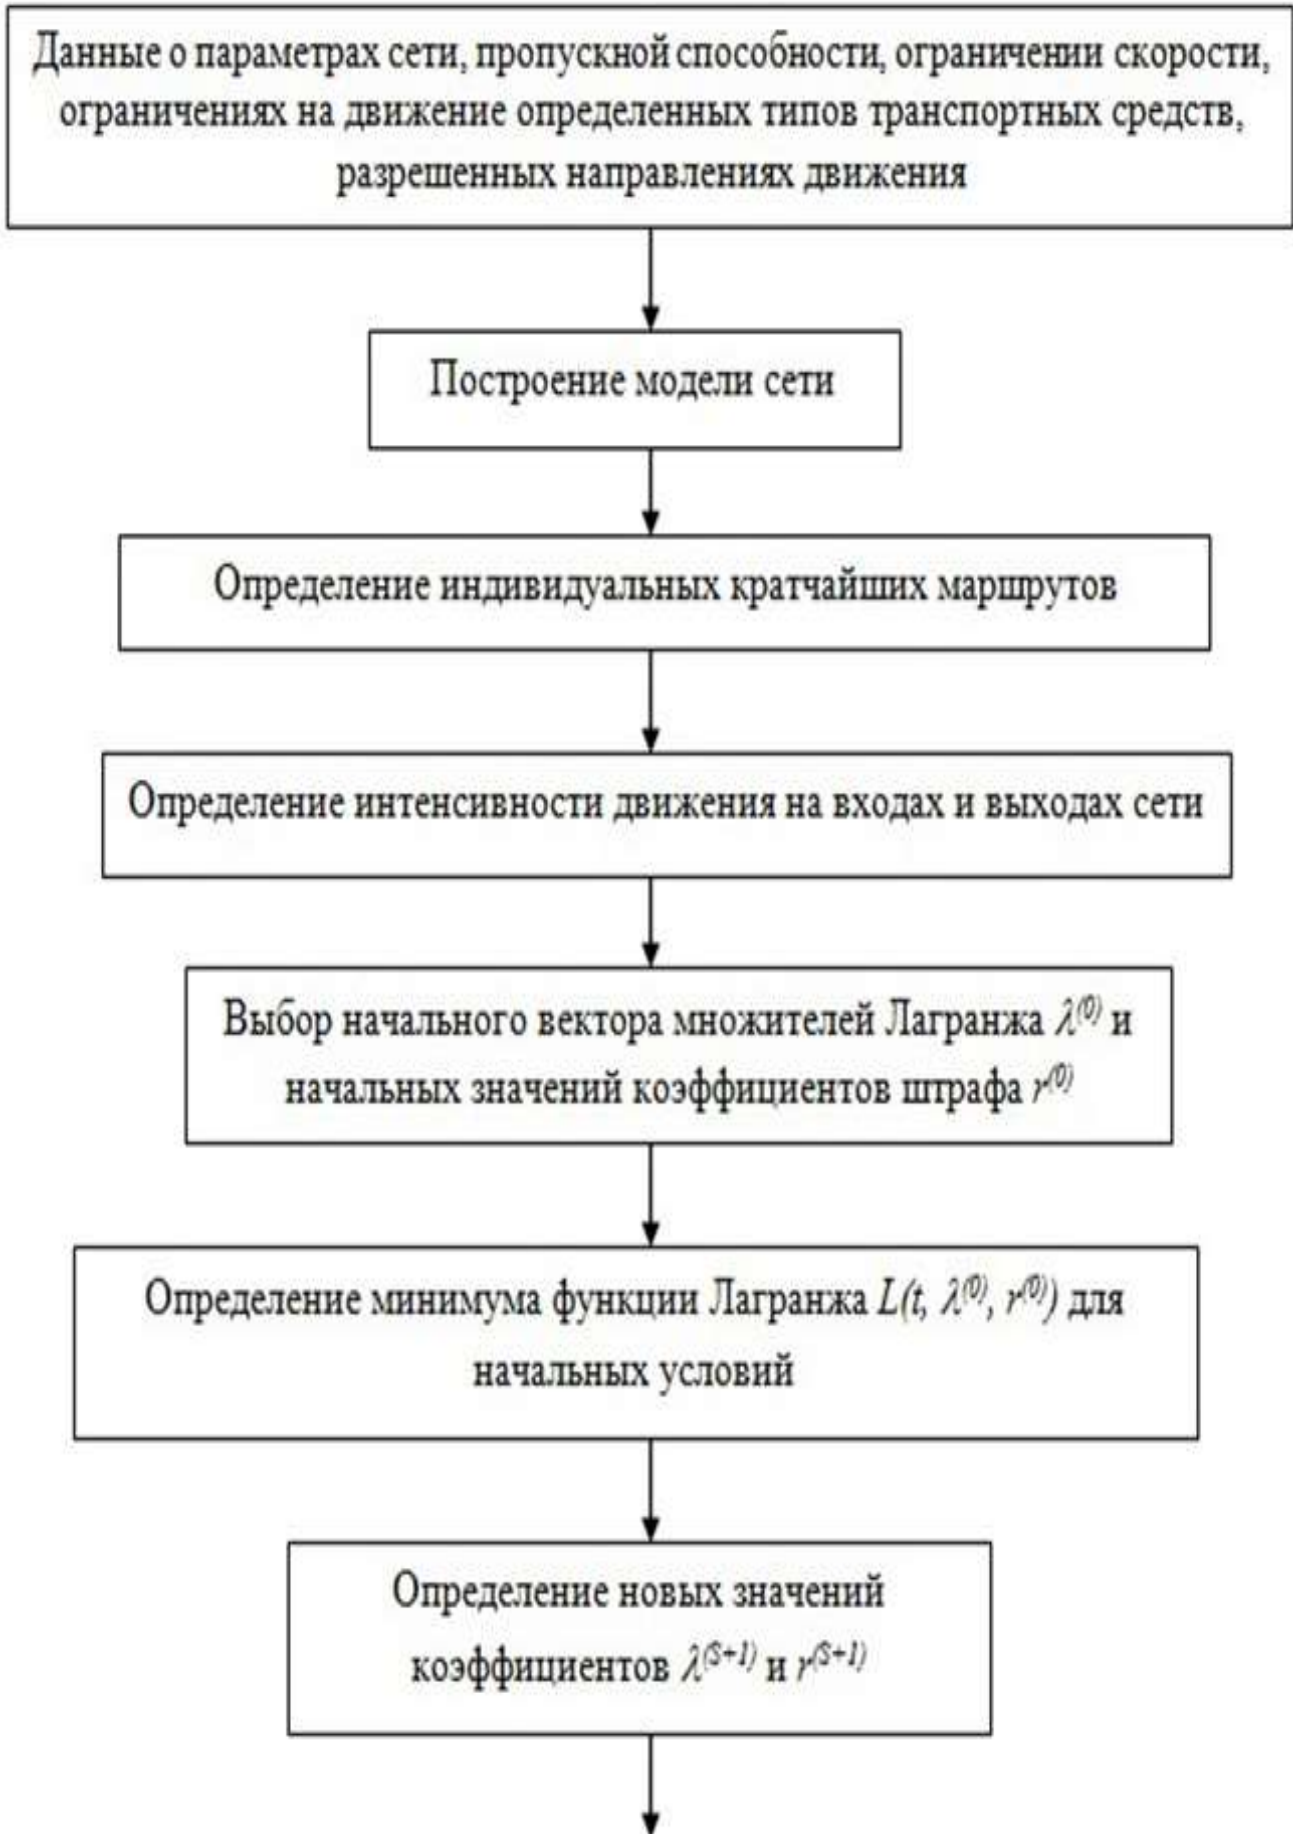 Данные о параметрах сети, пропускной способности, ограничении скорости,
ограничениях на движение определенных типов транспортных средств,
разрешенных направлениях движения
Построение модели сети
Определение индивидуальных кратчайших маршрутов
Определение интенсивности движения на входах и выходах сети
Выбор начального вектора множителей Лагранжа λ⁽⁰⁾ и
начальных значений коэффициентов штрафа r⁽⁰⁾
Определение минимума функции Лагранжа L(t, λ⁽⁰⁾, r⁽⁰⁾) для
начальных условий
Определение новых значений
коэффициентов λ⁽ˢ⁺¹⁾ и r⁽ˢ⁺¹⁾